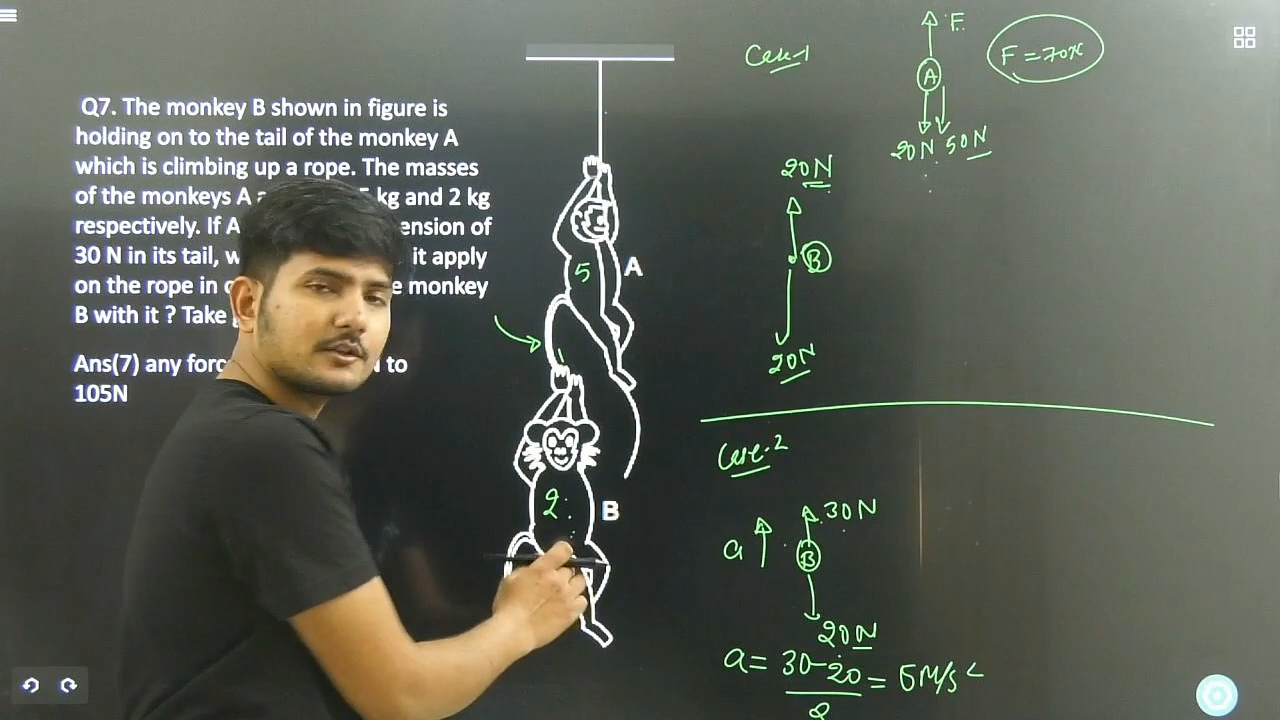 Q7. The monkey B shown in figure is
holding on to the tail of the monkey A
which is climbing up a rope. The masses
of the monkeys A kg and 2 kg
respectively. If A of
30 N in its tail, it apply
on the rope in monkey
B with it ? Take
Ans(7) any to
105N
5
A
2
B
Case-1
F
A
F = 70N
20N 50N
20N
B
20N
Case-2
a
30N
B
20N
a = 30-20 = 5M/s²
2